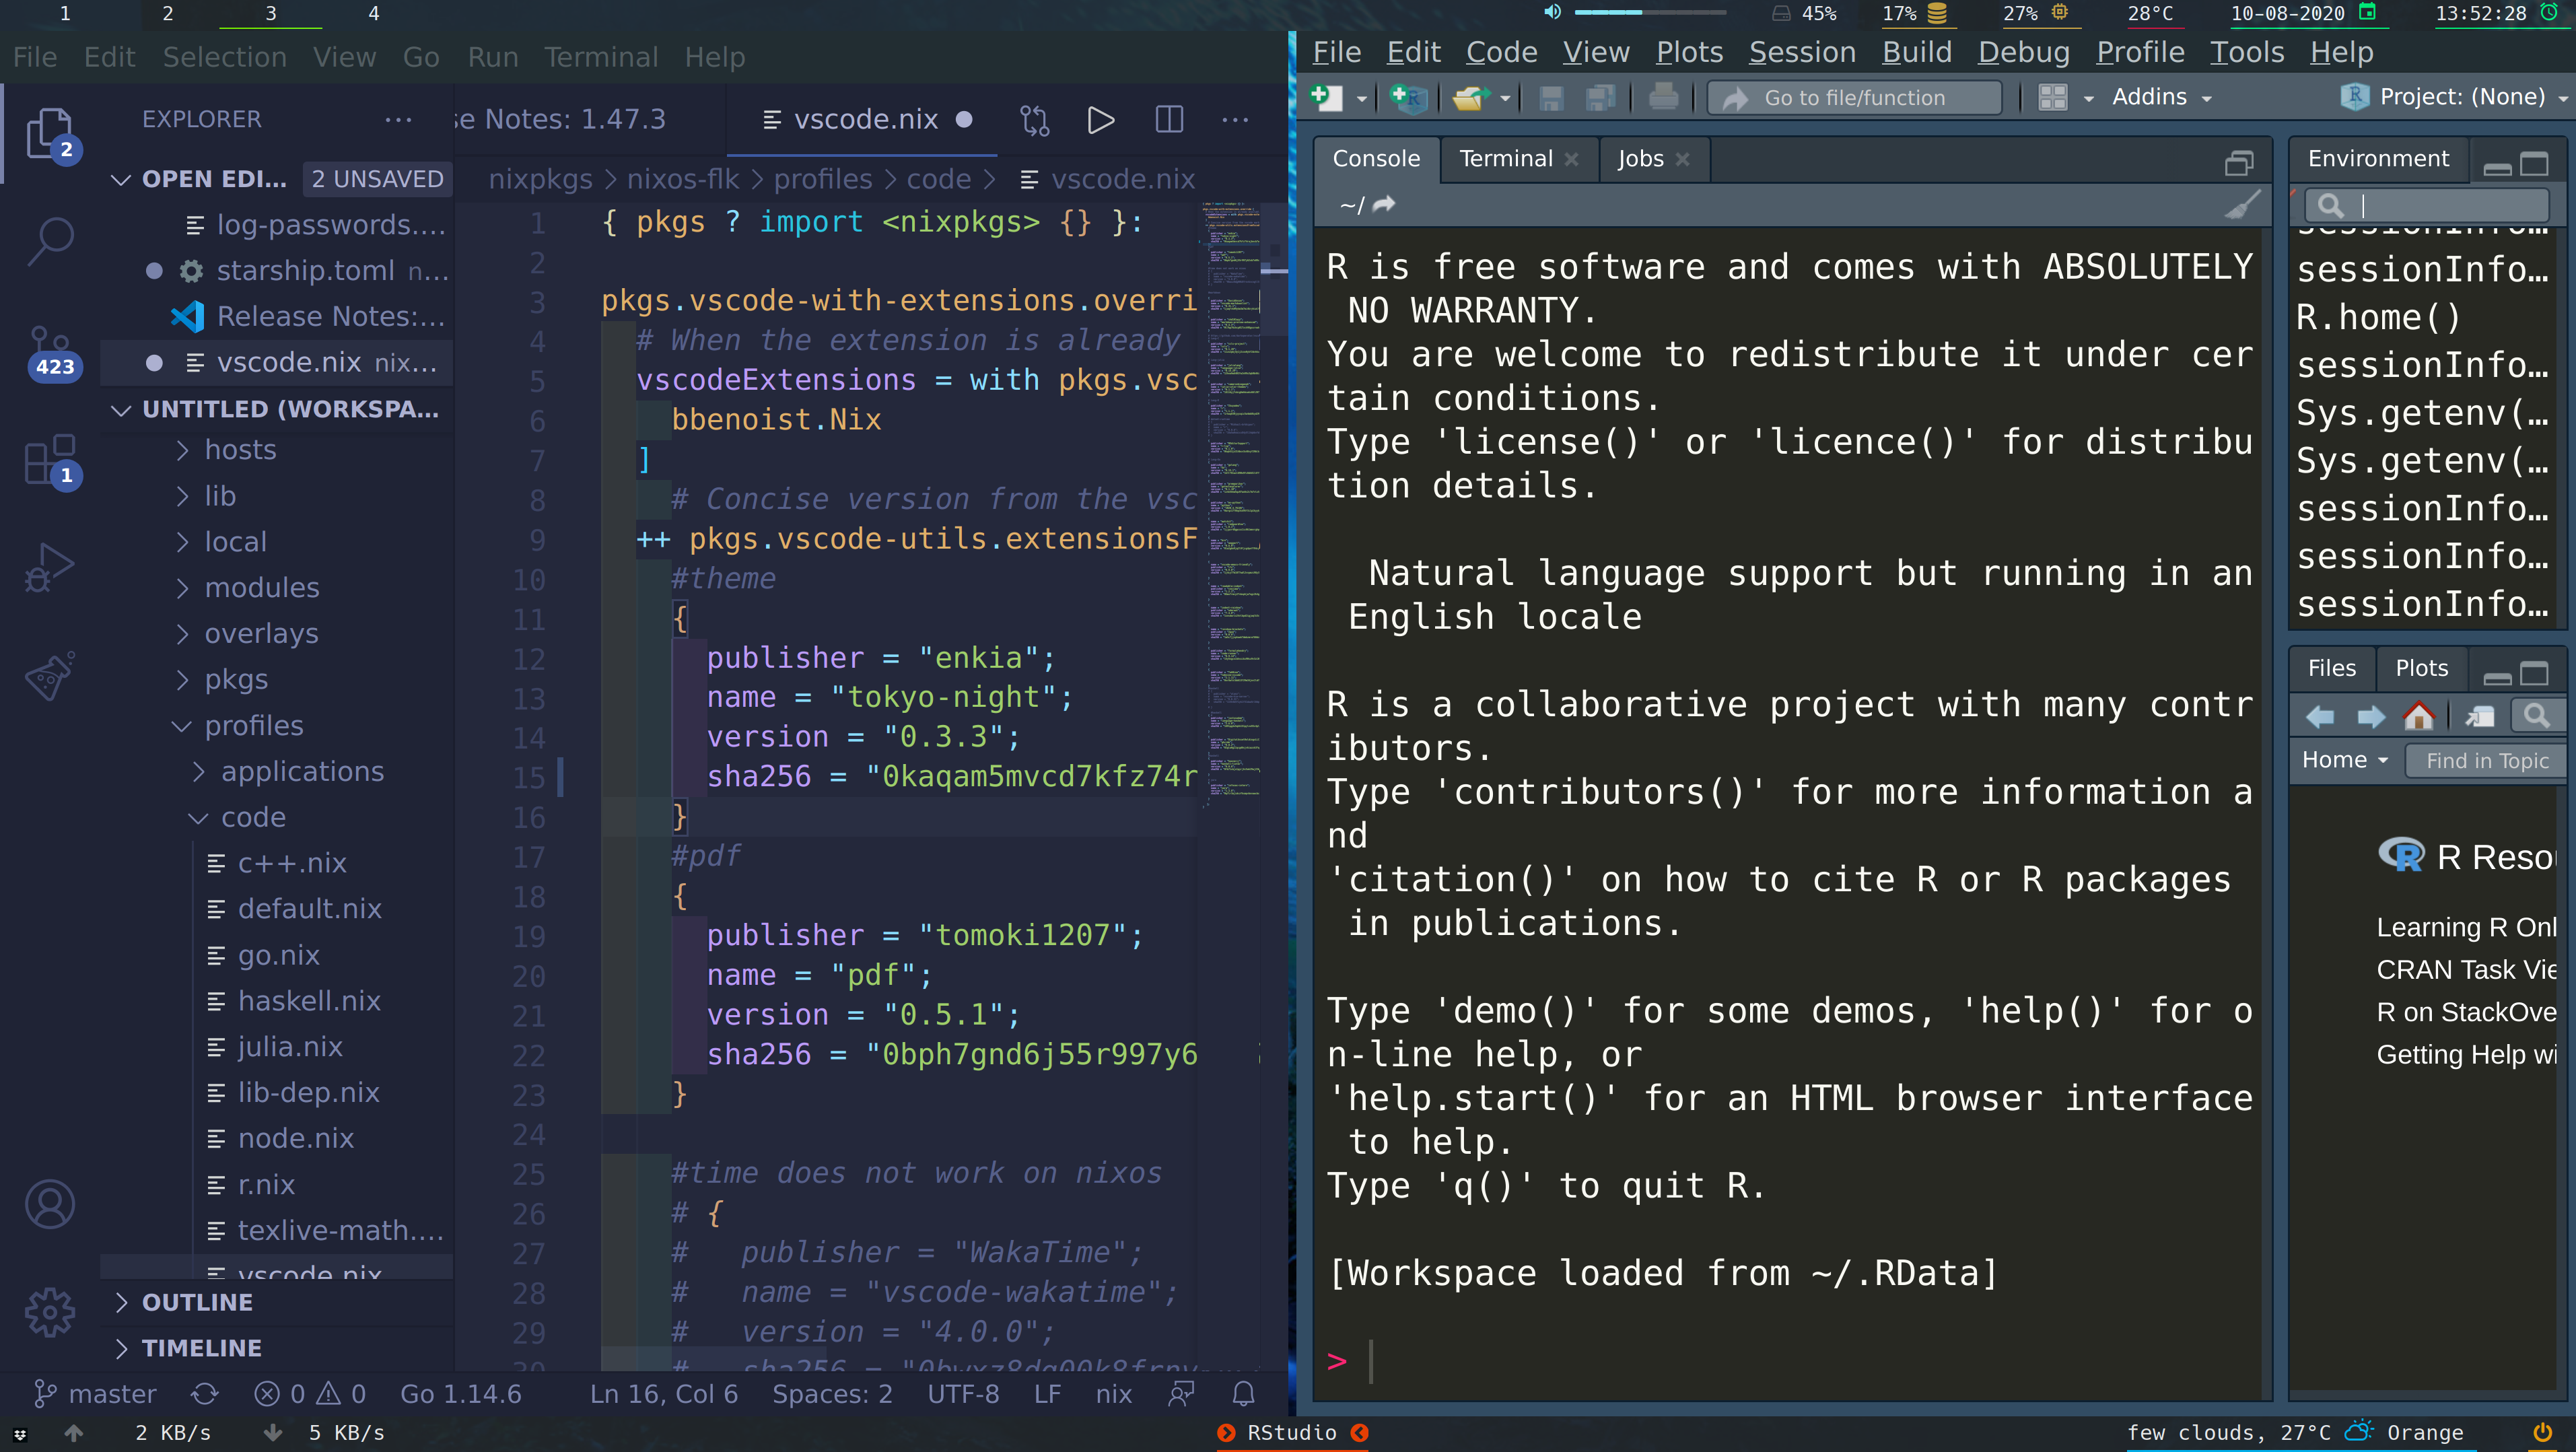 1 2 3 4
45% 17% 27% 28°C 10-08-2020 13:52:28
File Edit Selection View Go Run Terminal Help
EXPLORER
2
OPEN EDI... 2 UNSAVED
log-passwords....
starship.toml n...
Release Notes:...
423
vscode.nix nix...
UNTITLED (WORKSPA...
hosts
1
lib
local
modules
overlays
pkgs
profiles
applications
code
c++.nix
default.nix
go.nix
haskell.nix
julia.nix
lib-dep.nix
node.nix
r.nix
texlive-math....
vscode.nix
OUTLINE
TIMELINE
se Notes: 1.47.3 vscode.nix
nixpkgs > nixos-flk > profiles > code > vscode.nix
1 { pkgs ? import <nixpkgs> {} }:
2
3 pkgs.vscode-with-extensions.overri
4 # When the extension is already
5 vscodeExtensions = with pkgs.vsc
6 bbenoist.Nix
7 ]
8 # Concise version from the vsc
9 ++ pkgs.vscode-utils.extensionsF
10 #theme
11 {
12 publisher = "enkia";
13 name = "tokyo-night";
14 version = "0.3.3";
15 sha256 = "0kaqam5mvcd7kfz74r
16 }
17 #pdf
18 {
19 publisher = "tomoki1207";
20 name = "pdf";
21 version = "0.5.1";
22 sha256 = "0bph7gnd6j55r997y6
23 }
24
25 #time does not work on nixos
26 # {
27 # publisher = "WakaTime";
28 # name = "vscode-wakatime";
29 # version = "4.0.0";
30 # sha256 =
master 0 0 Go 1.14.6 Ln 16, Col 6 Spaces: 2 UTF-8 LF nix
File Edit Code View Plots Session Build Debug Profile Tools Help
Go to file/function Addins Project: (None)
Console Terminal Jobs
~/
R is free software and comes with ABSOLUTELY
NO WARRANTY.
You are welcome to redistribute it under cer
tain conditions.
Type 'license()' or 'licence()' for distribu
tion details.
Natural language support but running in an
English locale
R is a collaborative project with many contr
ibutors.
Type 'contributors()' for more information a
nd
'citation()' on how to cite R or R packages
in publications.
Type 'demo()' for some demos, 'help()' for o
n-line help, or
'help.start()' for an HTML browser interface
to help.
Type 'q()' to quit R.
[Workspace loaded from ~/.RData]
>
Environment
sessionInfo...
sessionInfo...
R.home()
sessionInfo...
Sys.getenv(...
Sys.getenv(...
sessionInfo...
sessionInfo...
sessionInfo...
Files Plots
Home Find in Topic
R Reso
Learning R Onl
CRAN Task Vie
R on StackOve
Getting Help wi
2 KB/s 5 KB/s RStudio few clouds, 27°C Orange